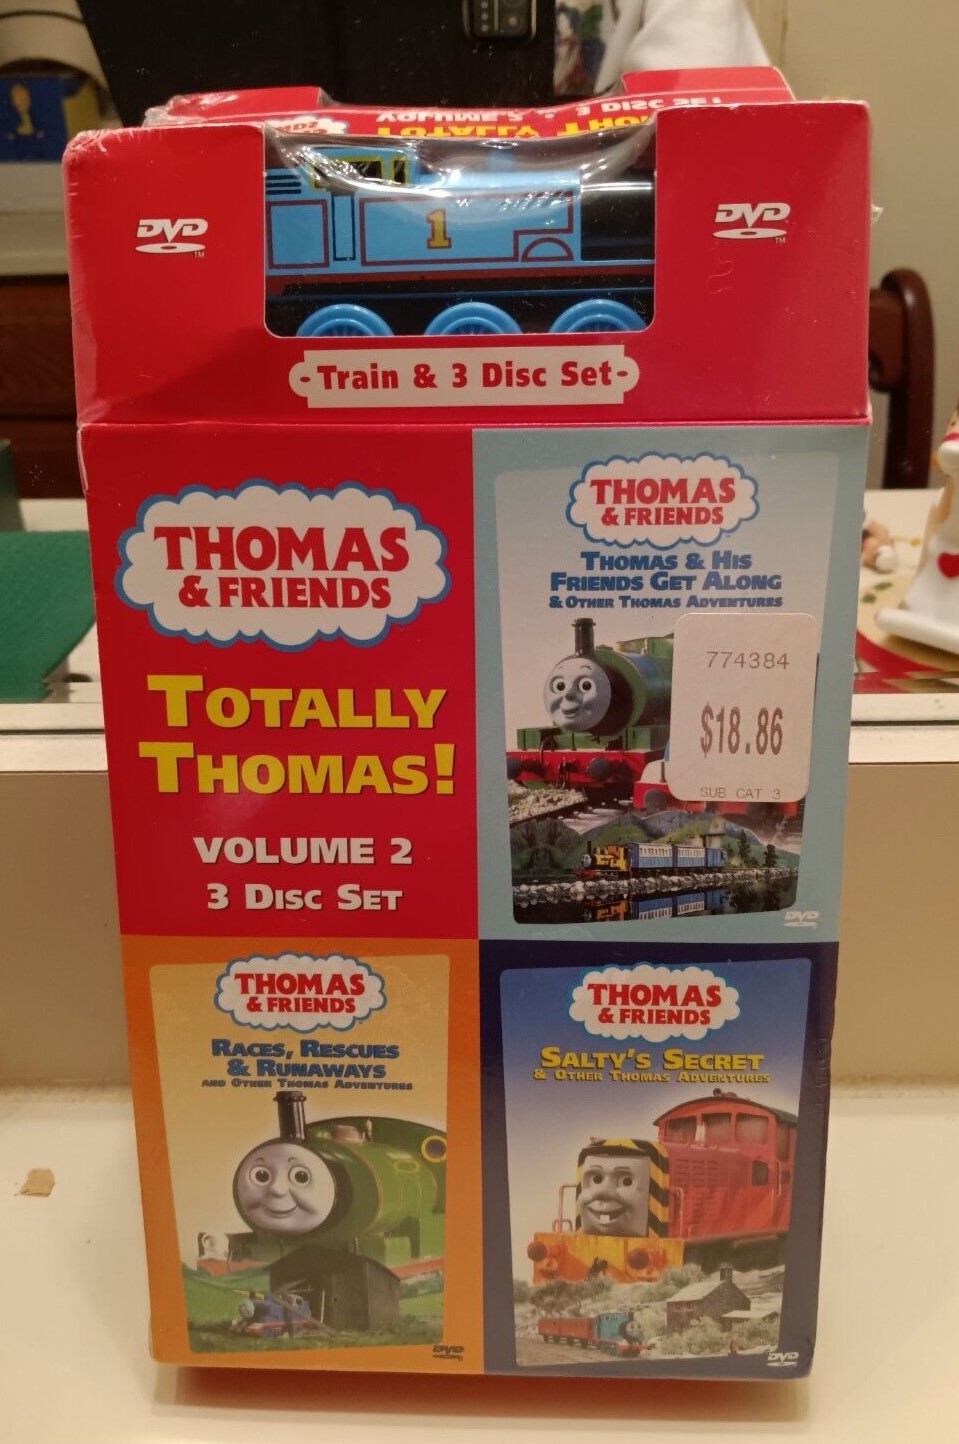 TOTALLY THOM
VOLUME 2 3 DISC SET
DVD
TM
1
DVD
TM
- Train & 3 Disc Set -
THOMAS
& FRIENDS
TOTALLY
THOMAS!
VOLUME 2
3 DISC SET
THOMAS
& FRIENDS
THOMAS & HIS
FRIENDS GET ALONG
& OTHER THOMAS ADVENTURES
774384
$18.86
SUB CAT 3
DVD
THOMAS
& FRIENDS
RACES, RESCUES
& RUNAWAYS
AND OTHER THOMAS ADVENTURES
DVD
THOMAS
& FRIENDS
SALTY'S SECRET
& OTHER THOMAS ADVENTURES
DVD